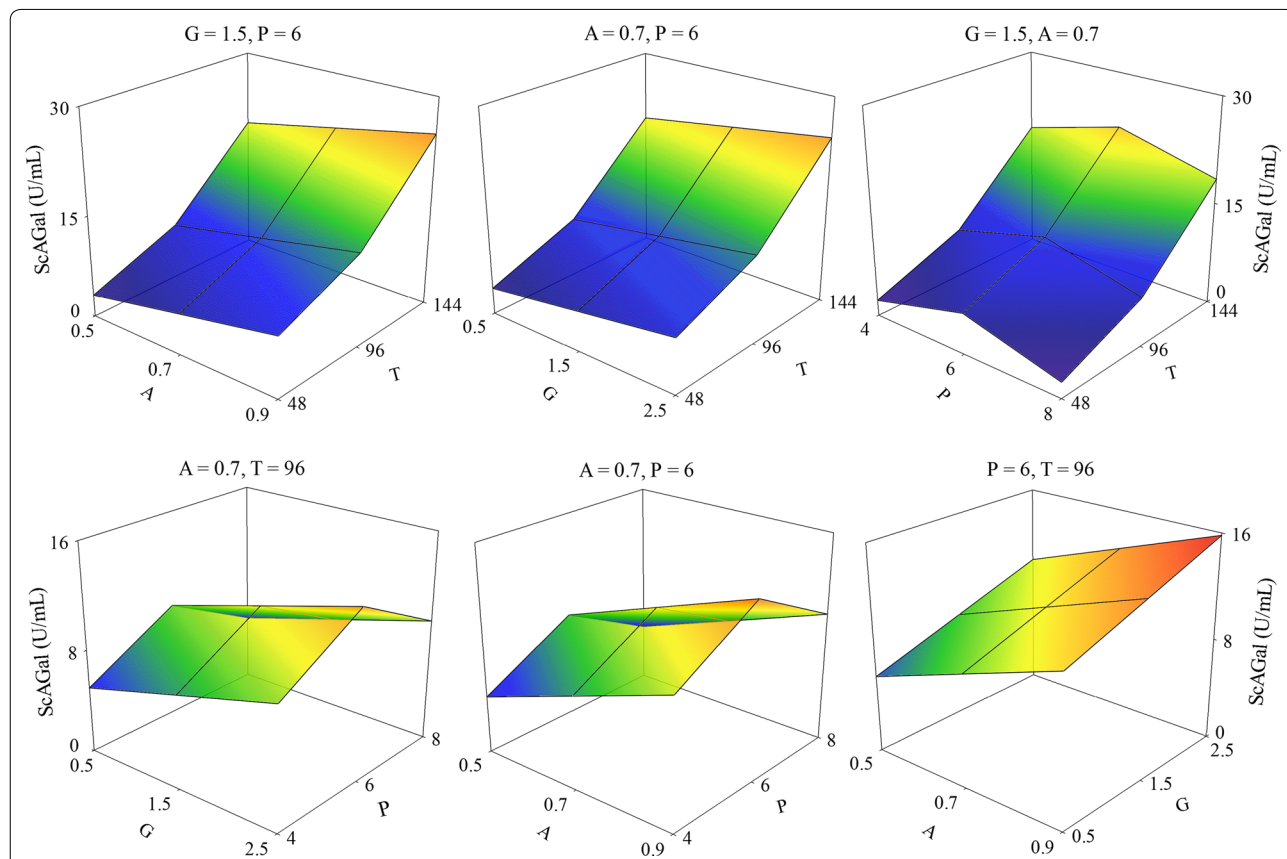 G = 1.5, P = 6
A = 0.7, P = 6
G = 1.5, A = 0.7
30
15
0
ScAGal (U/mL)
0.5
0.7
0.9
A
48
96
144
T
0.5
1.5
2.5
G
48
96
144
T
4
6
8
P
48
96
144
T
30
15
0
ScAGal (U/mL)
A = 0.7, T = 96
A = 0.7, P = 6
P = 6, T = 96
16
8
0
ScAGal (U/mL)
0.5
1.5
2.5
G
4
6
8
P
0.5
0.7
0.9
A
4
6
8
P
0.5
0.7
0.9
A
0.5
1.5
2.5
G
16
8
0
ScAGal (U/mL)